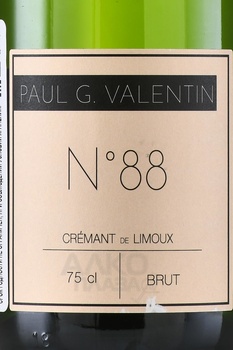 PAUL G. VALENTIN
N°88
CRÉMANT DE LIMOUX
75 cl | BRUT